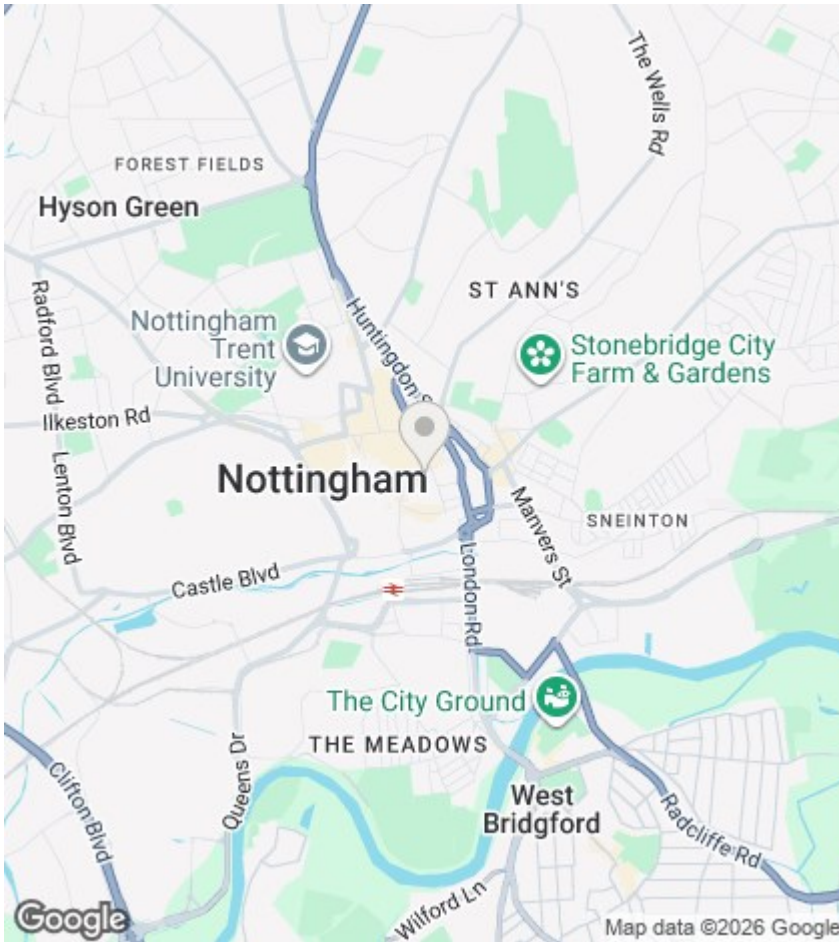 The Wells Rd
FOREST FIELDS
Hyson Green
ST ANN'S
Radford Blvd
Nottingham
Trent
University
Huntingdon S
Stonebridge City
Farm & Gardens
Ilkeston Rd
Lenton Blvd
Nottingham
Manvers St
SNEINTON
London Rd
Castle Blvd
The City Ground
THE MEADOWS
Queens Dr
Clifton Blvd
West
Bridgford
Radcliffe Rd
Wilford Ln
Google
Map data ©2026 Google